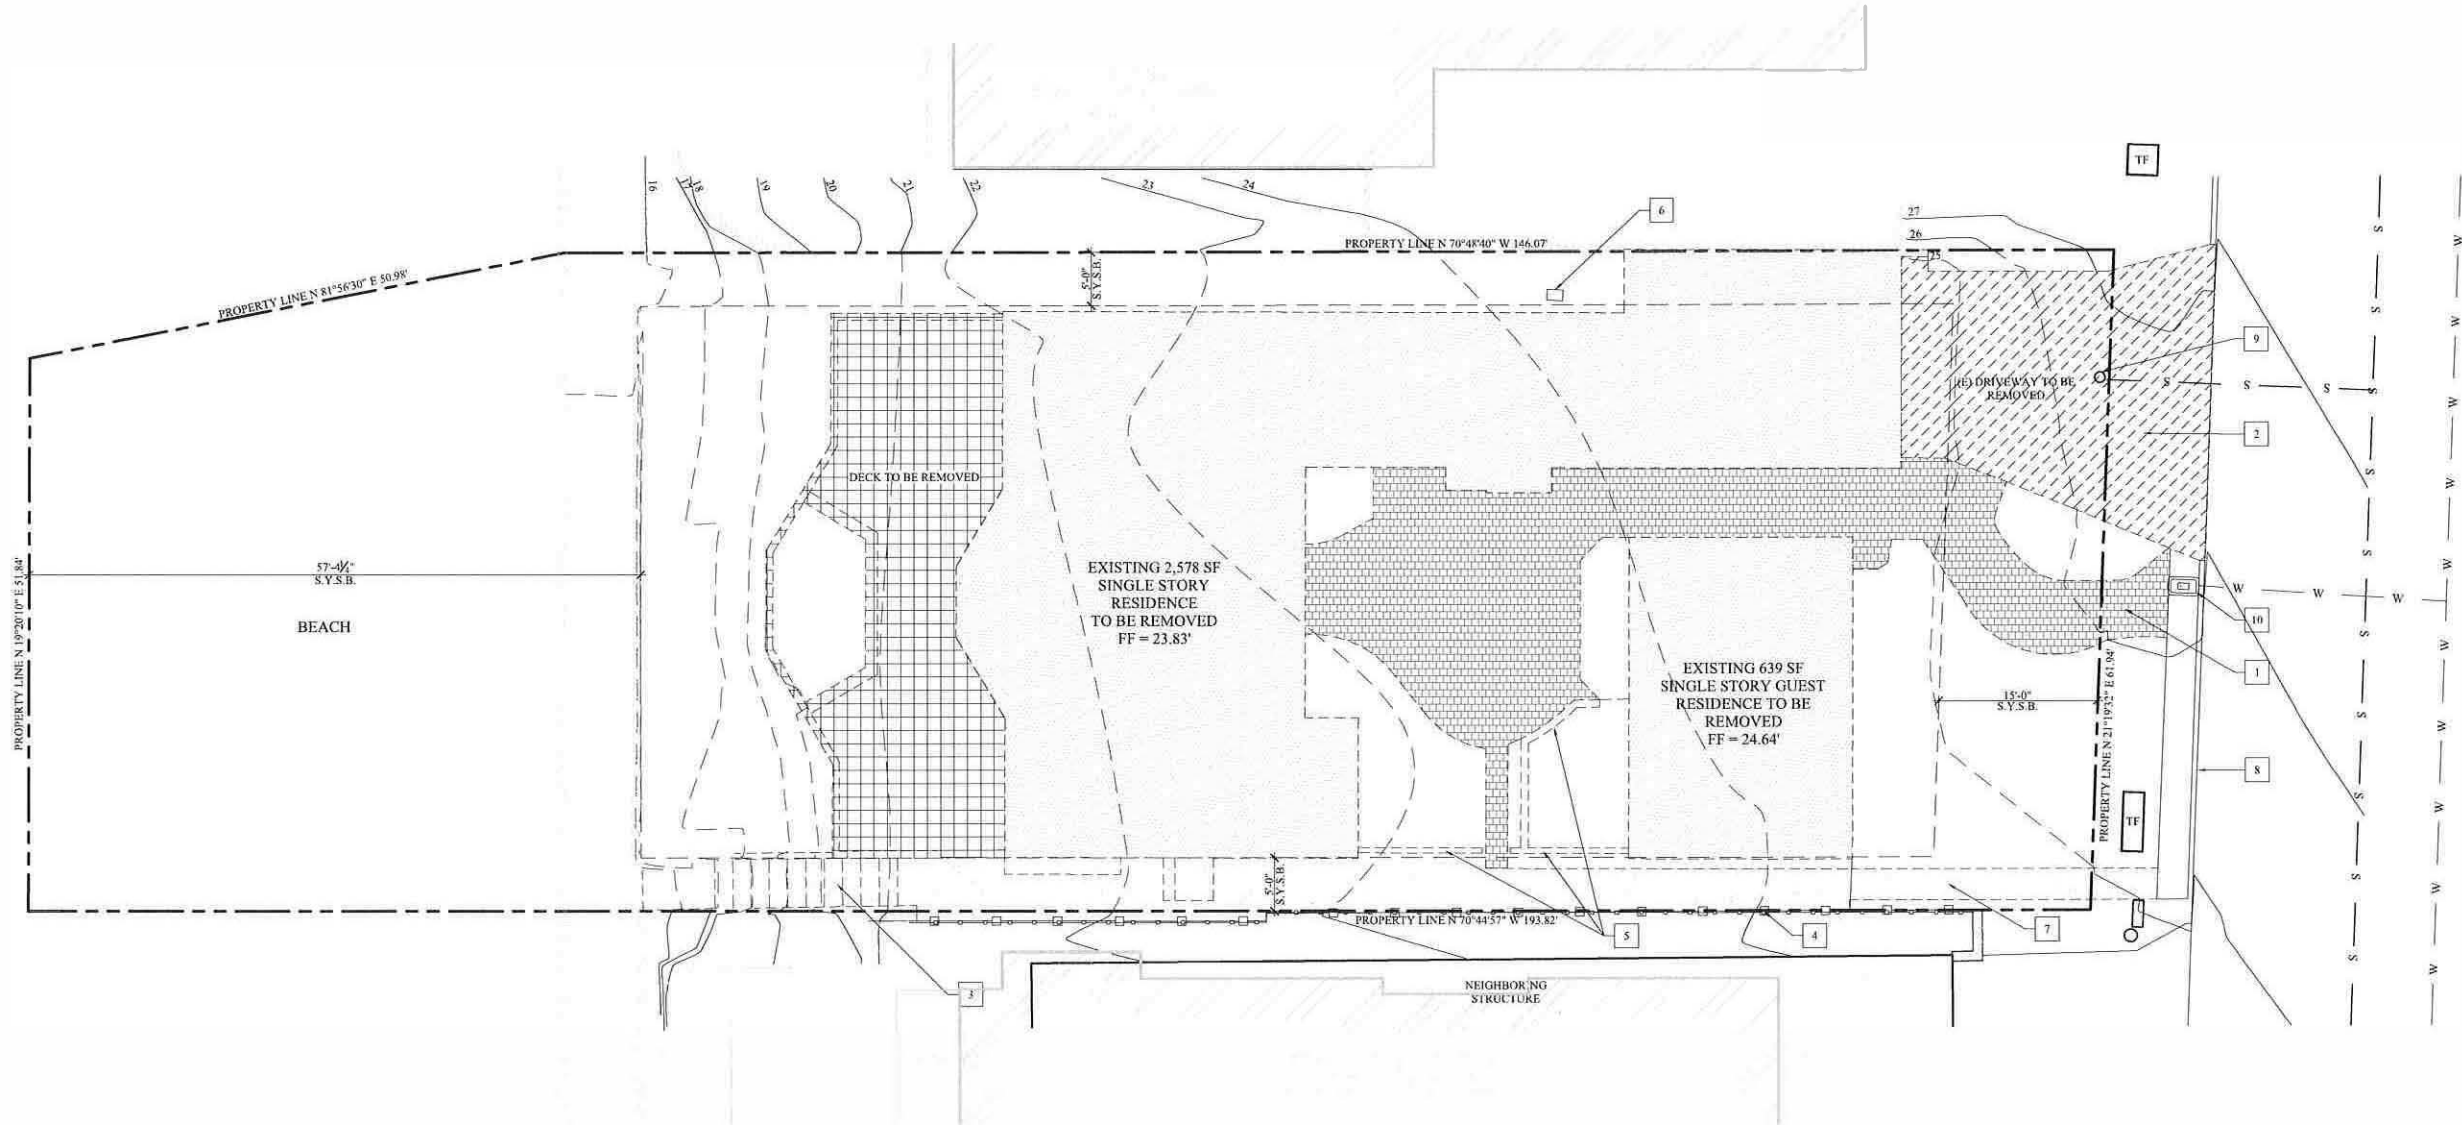 TF
16
17
18
19
20
21
22
23
24
27
26
25
6
PROPERTY LINE N 70°48'40" W 146.07'
PROPERTY LINE N 81°56'30" E 50.98'
5'-0"
S.Y.S.B.
9
(E) DRIVEWAY TO BE
REMOVED
2
DECK TO BE REMOVED
57'-4¼"
S.Y.S.B.
BEACH
PROPERTY LINE N 19°20'10" E 51.84'
EXISTING 2,578 SF
SINGLE STORY
RESIDENCE
TO BE REMOVED
FF = 23.83'
EXISTING 639 SF
SINGLE STORY GUEST
RESIDENCE TO BE
REMOVED
FF = 24.64'
15'-0"
S.Y.S.B.
PROPERTY LINE N 21°19'32" E 61.94'
10
1
8
TF
5'-0"
S.Y.S.B.
PROPERTY LINE N 70°44'57" W 193.82'
5
4
7
3
NEIGHBORING
STRUCTURE
S
S
S
S
S
S
S
S
S
S
S
S
S
S
W
W
W
W
W
W
W
W
W
W
W
W
W